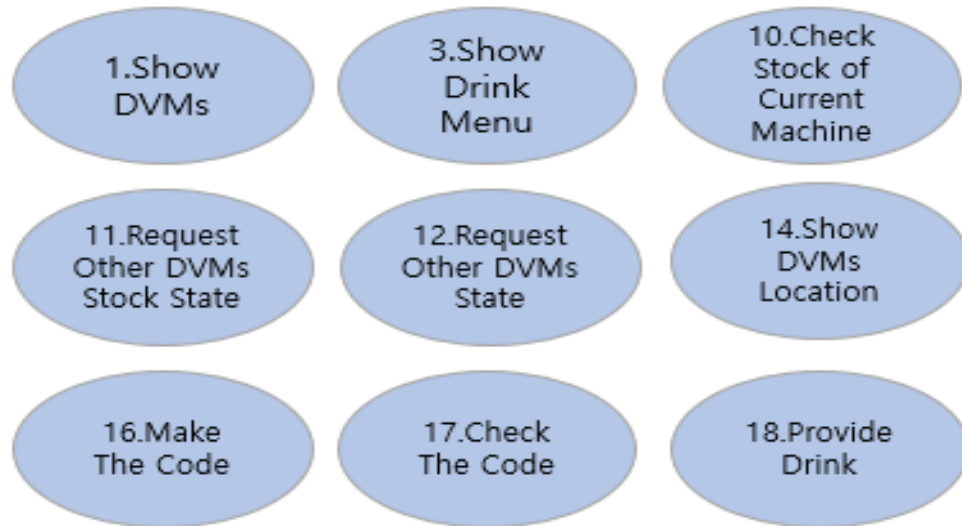 1.Show
DVMs
3.Show
Drink
Menu
10.Check
Stock of
Current
Machine
11.Request
Other DVMs
Stock State
12.Request
Other DVMs
State
14.Show
DVMs
Location
16.Make
The Code
17.Check
The Code
18.Provide
Drink